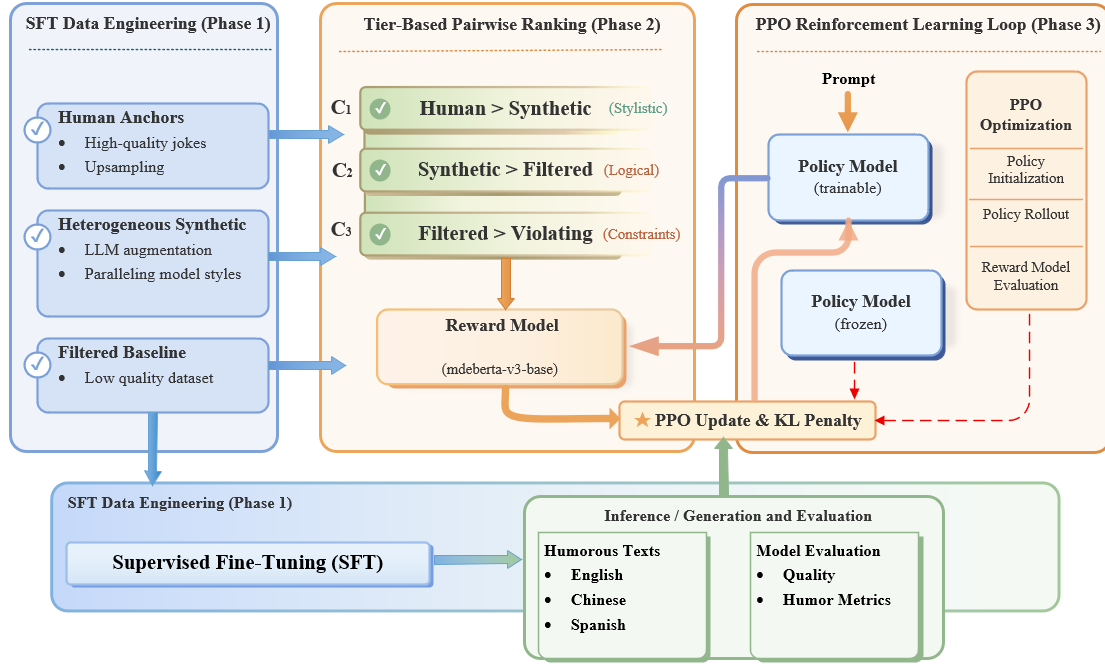 SFT Data Engineering (Phase 1)
Human Anchors
• High-quality jokes
• Upsampling
Heterogeneous Synthetic
• LLM augmentation
• Paralleling model styles
Filtered Baseline
• Low quality dataset
Tier-Based Pairwise Ranking (Phase 2)
C₁ Human > Synthetic (Stylistic)
C₂ Synthetic > Filtered (Logical)
C₃ Filtered > Violating (Constraints)
Reward Model
(mdeberta-v3-base)
PPO Reinforcement Learning Loop (Phase 3)
Prompt
Policy Model
(trainable)
Policy Model
(frozen)
PPO
Optimization
Policy
Initialization
Policy Rollout
Reward Model
Evaluation
★ PPO Update & KL Penalty
SFT Data Engineering (Phase 1)
Supervised Fine-Tuning (SFT)
Inference / Generation and Evaluation
Humorous Texts
• English
• Chinese
• Spanish
Model Evaluation
• Quality
• Humor Metrics